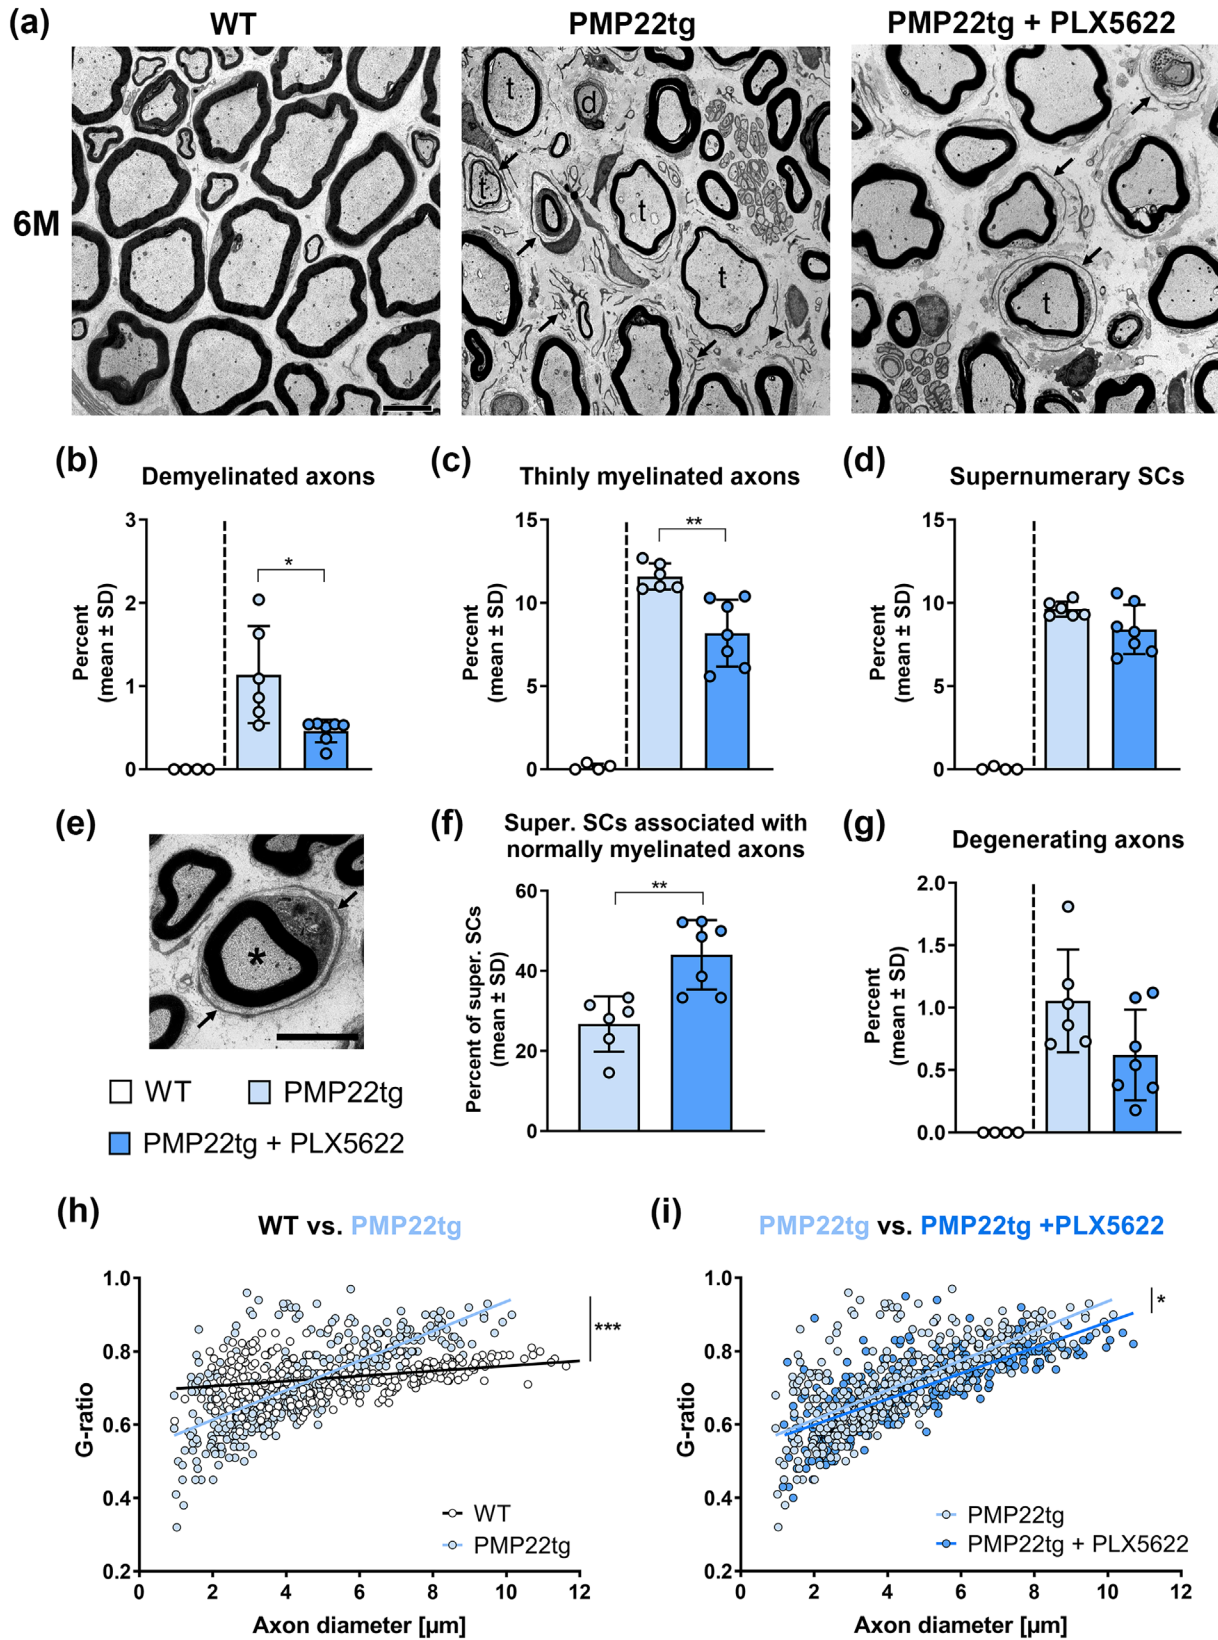 (a)
WT
PMP22tg
PMP22tg + PLX5622
6M
t
d
t
t
t
t
(b)
Demyelinated axons
Percent
(mean ± SD)
3
2
1
0
*
(c)
Thinly myelinated axons
Percent
(mean ± SD)
15
10
5
0
**
(d)
Supernumerary SCs
Percent
(mean ± SD)
15
10
5
0
(e)
*
WT
PMP22tg
PMP22tg + PLX5622
(f)
Super. SCs associated with
normally myelinated axons
Percent of super. SCs
(mean ± SD)
60
40
20
0
**
(g)
Degenerating axons
Percent
(mean ± SD)
2.0
1.5
1.0
0.5
0.0
(h)
WT vs. PMP22tg
G-ratio
1.0
0.8
0.6
0.4
0.2
***
WT
PMP22tg
0 2 4 6 8 10 12
Axon diameter [µm]
(i)
PMP22tg vs. PMP22tg +PLX5622
G-ratio
1.0
0.8
0.6
0.4
0.2
*
PMP22tg
PMP22tg + PLX5622
0 2 4 6 8 10 12
Axon diameter [µm]